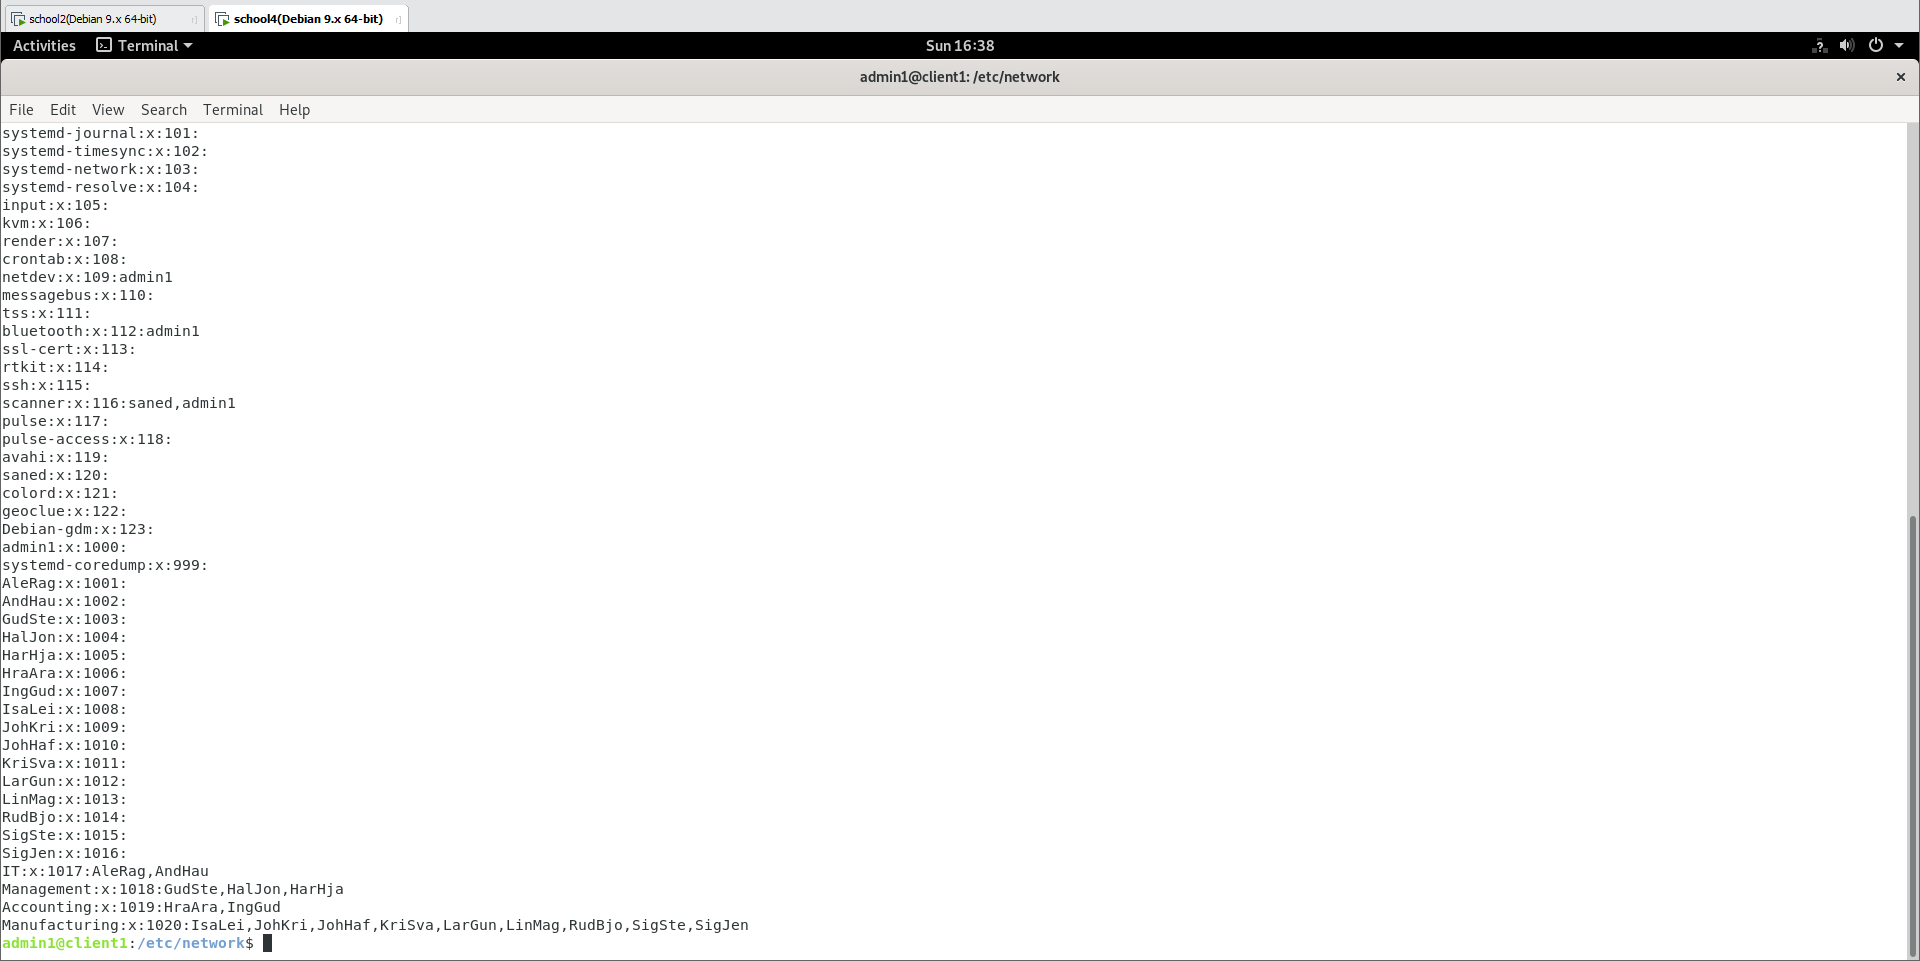 school2(Debian 9.x 64-bit)
school4(Debian 9.x 64-bit)
Activities
Terminal
Sun 16:38
admin1@client1: /etc/network
File Edit View Search Terminal Help
systemd-journal:x:101:
systemd-timesync:x:102:
systemd-network:x:103:
systemd-resolve:x:104:
input:x:105:
kvm:x:106:
render:x:107:
crontab:x:108:
netdev:x:109:admin1
messagebus:x:110:
tss:x:111:
bluetooth:x:112:admin1
ssl-cert:x:113:
rtkit:x:114:
ssh:x:115:
scanner:x:116:saned,admin1
pulse:x:117:
pulse-access:x:118:
avahi:x:119:
saned:x:120:
colord:x:121:
geoclue:x:122:
Debian-gdm:x:123:
admin1:x:1000:
systemd-coredump:x:999:
AleRag:x:1001:
AndHau:x:1002:
GudSte:x:1003:
HalJon:x:1004:
HarHja:x:1005:
HraAra:x:1006:
IngGud:x:1007:
IsaLei:x:1008:
JohKri:x:1009:
JohHaf:x:1010:
KriSva:x:1011:
LarGun:x:1012:
LinMag:x:1013:
RudBjo:x:1014:
SigSte:x:1015:
SigJen:x:1016:
IT:x:1017:AleRag,AndHau
Management:x:1018:GudSte,HalJon,HarHja
Accounting:x:1019:HraAra,IngGud
Manufacturing:x:1020:IsaLei,JohKri,JohHaf,KriSva,LarGun,LinMag,RudBjo,SigSte,SigJen
admin1@client1:/etc/network$